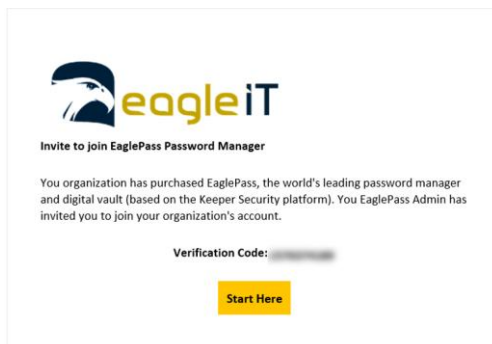 eagleiT
Invite to join EaglePass Password Manager
You organization has purchased EaglePass, the world's leading password manager
and digital vault (based on the Keeper Security platform). You EaglePass Admin has
invited you to join your organization's account.
Verification Code:
Start Here